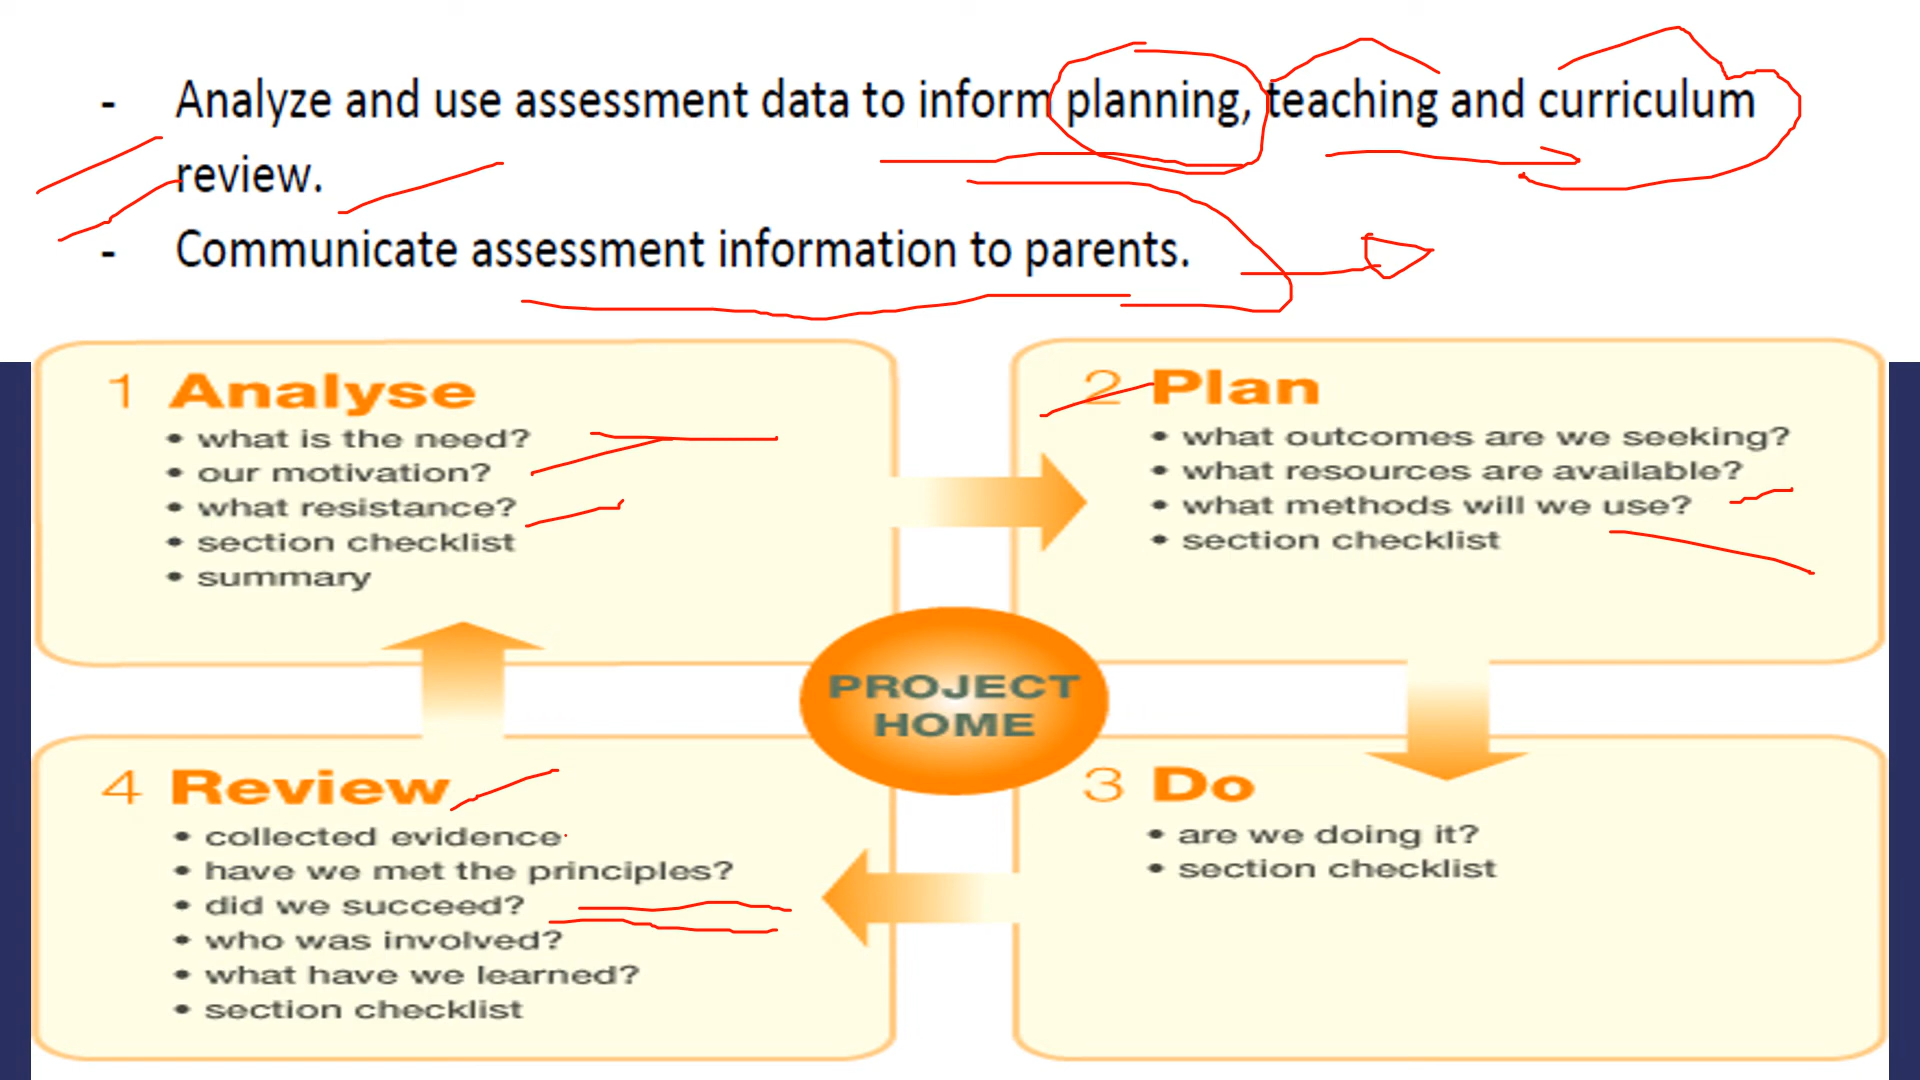 - Analyze and use assessment data to inform planning, teaching and curriculum
review.
- Communicate assessment information to parents.
1 Analyse
• what is the need?
• our motivation?
• what resistance?
• section checklist
• summary
2 Plan
• what outcomes are we seeking?
• what resources are available?
• what methods will we use?
• section checklist
PROJECT
HOME
4 Review
• collected evidence
• have we met the principles?
• did we succeed?
• who was involved?
• what have we learned?
• section checklist
3 Do
• are we doing it?
• section checklist